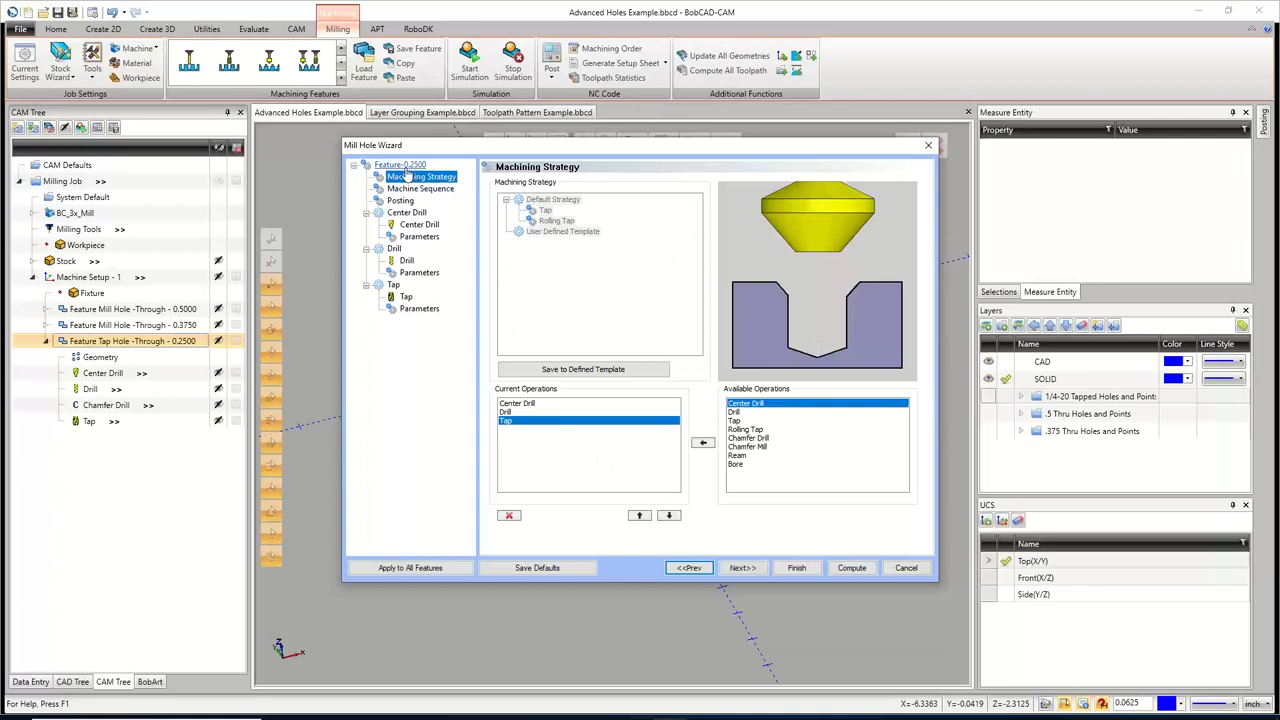 Advanced Holes Example.bbcd - BobCAD-CAM
Machining
File Home Create 2D Create 3D Utilities Evaluate CAM Milling APT RoboDK
Current Settings
Stock Wizard
Tools
Machine
Material
Workpiece
Job Settings
Load Feature
Save Feature
Copy
Paste
Machining Features
Start Simulation
Stop Simulation
Simulation
Post
Machining Order
Generate Setup Sheet
Toolpath Statistics
NC Code
Update All Geometries
Compute All Toolpath
Additional Functions
CAM Tree
CAM Defaults
Milling Job >>
System Default
BC_3x_Mill
Milling Tools >>
Workpiece
Stock >>
Machine Setup - 1 >>
Fixture
Feature Mill Hole -Through - 0.5000
Feature Mill Hole -Through - 0.3750
Feature Tap Hole -Through - 0.2500
Geometry
Center Drill >>
Drill >>
C Chamfer Drill >>
Tap >>
Data Entry CAD Tree CAM Tree BobArt
Advanced Holes Example.bbcd Layer Grouping Example.bbcd Toolpath Pattern Example.bbcd
Mill Hole Wizard
Feature-0.2500
Machining Strategy
Machine Sequence
Posting
Center Drill
Center Drill
Parameters
Drill
Drill
Parameters
Tap
Tap
Parameters
Machining Strategy
Machining Strategy
Default Strategy
Tap
Rolling Tap
User Defined Template
Save to Defined Template
Current Operations
Center Drill
Drill
Tap
Available Operations
Center Drill
Drill
Tap
Rolling Tap
Chamfer Drill
Chamfer Mill
Ream
Bore
Apply to All Features Save Defaults <<Prev Next>> Finish Compute Cancel
Z
X
Measure Entity
Property Value
Selections Measure Entity
Posting
Layers
Name Color Line Style
CAD
SOLID
1/4-20 Tapped Holes and Points
.5 Thru Holes and Points
.375 Thru Holes and Points
UCS
Name
> Top(X/Y)
Front(X/Z)
Side(Y/Z)
For Help, Press F1
X=-6.3363 Y=-0.0419 Z=-2.3125 0.0625 inch